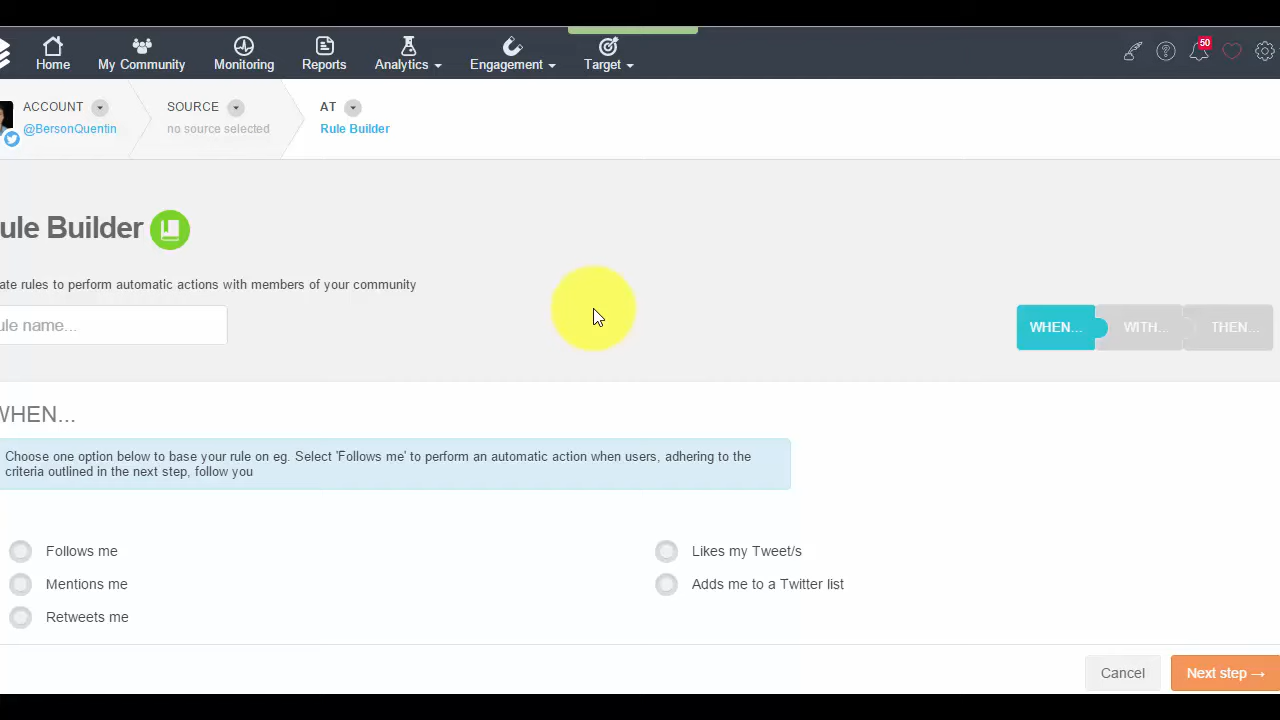 Home
My Community
Monitoring
Reports
Analytics
Engagement
Target
50
ACCOUNT
@BersonQuentin
SOURCE
no source selected
AT
Rule Builder
ule Builder
ate rules to perform automatic actions with members of your community
ule name...
WHEN...
WITH...
THEN...
WHEN...
Choose one option below to base your rule on eg. Select 'Follows me' to perform an automatic action when users, adhering to the
criteria outlined in the next step, follow you
Follows me
Likes my Tweet/s
Mentions me
Adds me to a Twitter list
Retweets me
Cancel
Next step →